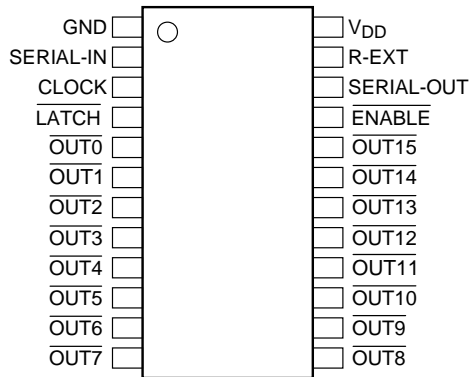 GND VDD
SERIAL-IN R-EXT
CLOCK SERIAL-OUT
LATCH ENABLE
OUT0 OUT15
OUT1 OUT14
OUT2 OUT13
OUT3 OUT12
OUT4 OUT11
OUT5 OUT10
OUT6 OUT9
OUT7 OUT8